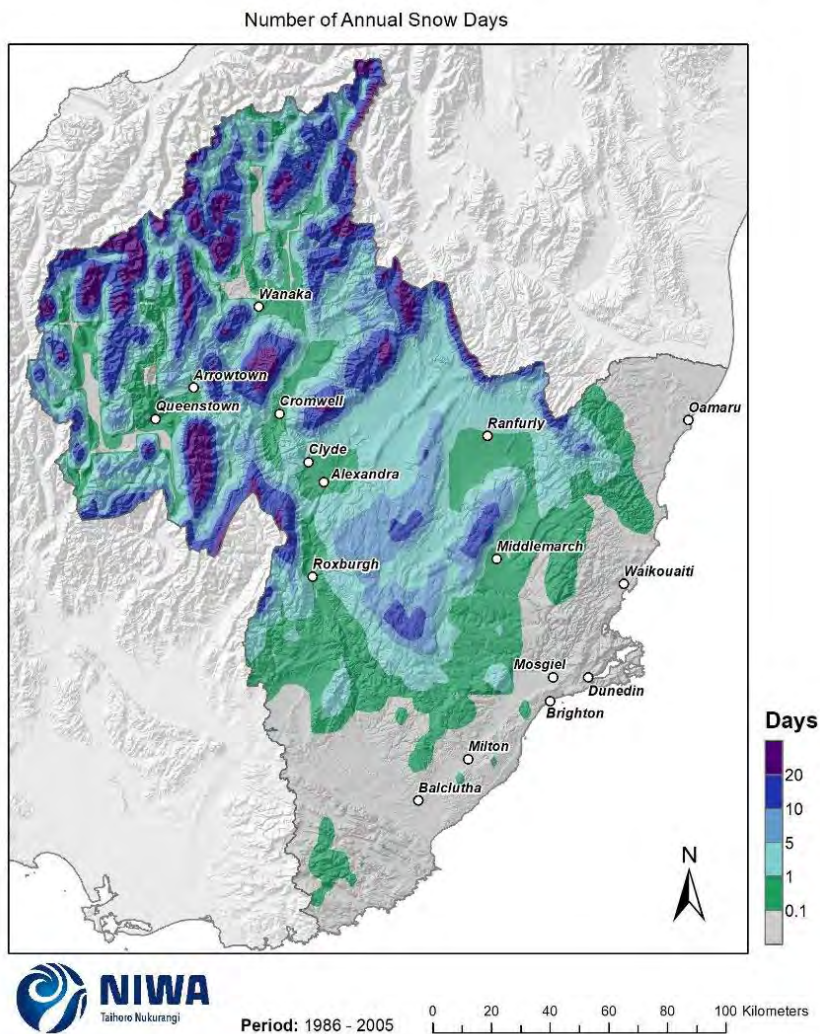 Number of Annual Snow Days
Wanaka
Arrowtown
Queenstown
Cromwell
Oamaru
Ranfurly
Clyde
Alexandra
Middlemarch
Roxburgh
Waikouaiti
Mosgiel
Dunedin
Brighton
Milton
Balclutha
N
Days
20
10
5
1
0.1
NIWA
Taihoro Nukurangi
Period: 1986 - 2005
0 20 40 60 80 100 Kilometers